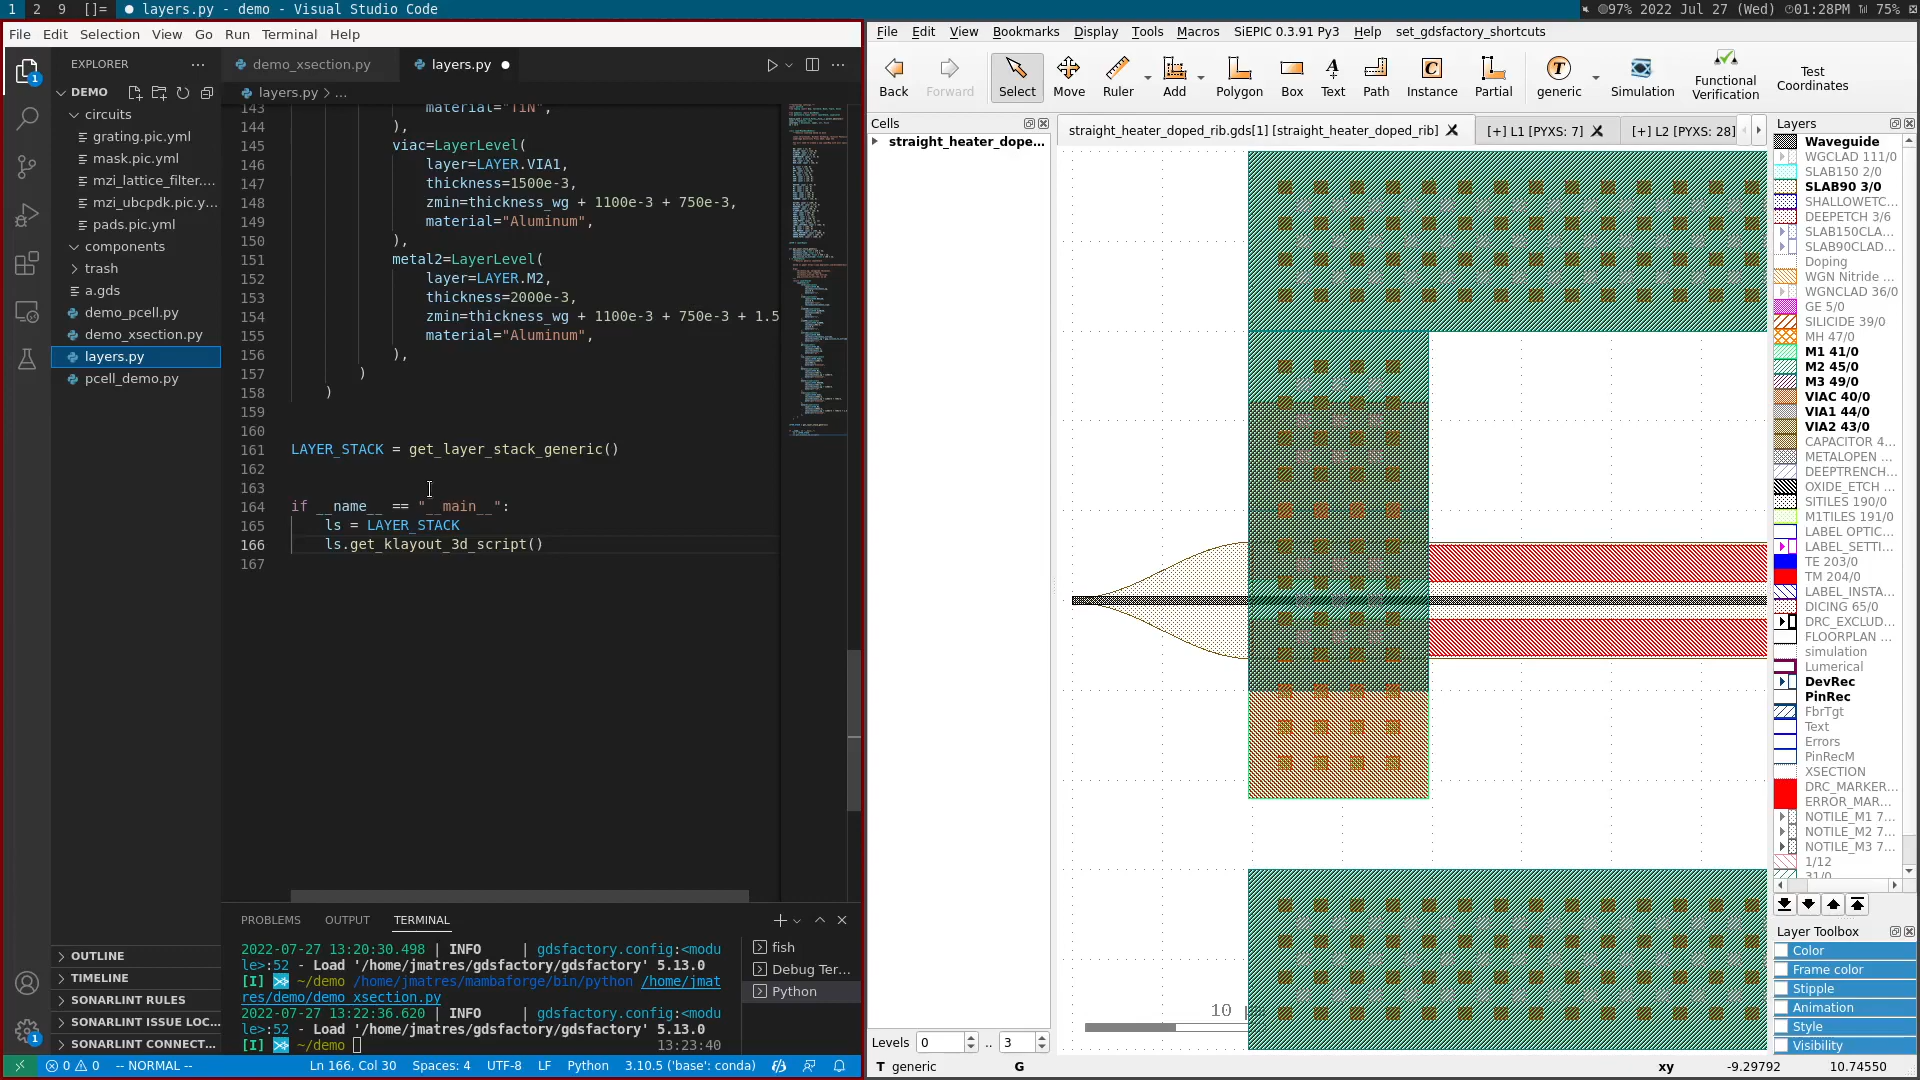 1 2 9 []= ● layers.py - demo - Visual Studio Code
97% 2022 Jul 27 (Wed) 01:28PM 75%
File Edit Selection View Go Run Terminal Help
EXPLORER ···
DEMO
circuits
grating.pic.yml
mask.pic.yml
mzi_lattice_filter....
mzi_ubcpdk.pic.y...
pads.pic.yml
components
trash
a.gds
demo_pcell.py
demo_xsection.py
layers.py
pcell_demo.py
OUTLINE
TIMELINE
SONARLINT RULES
SONARLINT ISSUE LOC...
SONARLINT CONNECT...
demo_xsection.py layers.py ●
layers.py > ...
143 material="TiN",
144 ),
145 viac=LayerLevel(
146 layer=LAYER.VIA1,
147 thickness=1500e-3,
148 zmin=thickness_wg + 1100e-3 + 750e-3,
149 material="Aluminum",
150 ),
151 metal2=LayerLevel(
152 layer=LAYER.M2,
153 thickness=2000e-3,
154 zmin=thickness_wg + 1100e-3 + 750e-3 + 1.5
155 material="Aluminum",
156 ),
157 )
158 )
159
160
161 LAYER_STACK = get_layer_stack_generic()
162
163
164 if __name__ == "__main__":
165 ls = LAYER_STACK
166 ls.get_klayout_3d_script()
167
PROBLEMS OUTPUT TERMINAL
2022-07-27 13:20:30.498 | INFO | gdsfactory.config:<modu
le>:52 - Load '/home/jmatres/gdsfactory/gdsfactory' 5.13.0
[I] ~/demo /home/jmatres/mambaforge/bin/python /home/jmat
res/demo/demo_xsection.py
2022-07-27 13:22:36.620 | INFO | gdsfactory.config:<modu
le>:52 - Load '/home/jmatres/gdsfactory/gdsfactory' 5.13.0
[I] ~/demo 13:23:40
fish
Debug Ter...
Python
0 0 -- NORMAL -- Ln 166, Col 30 Spaces: 4 UTF-8 LF Python 3.10.5 ('base': conda)
File Edit View Bookmarks Display Tools Macros SiEPIC 0.3.91 Py3 Help set_gdsfactory_shortcuts
Back Forward Select Move Ruler Add Polygon Box Text Path Instance Partial generic Simulation Functional Verification Test Coordinates
Cells
straight_heater_dope...
straight_heater_doped_rib.gds[1] [straight_heater_doped_rib] [+] L1 [PYXS: 7] [+] L2 [PYXS: 28]
10
Levels 0 .. 3
T generic G xy -9.29792 10.74550
Layers
Waveguide
WGCLAD 111/0
SLAB150 2/0
SLAB90 3/0
SHALLOWETC...
DEEPETCH 3/6
SLAB150CLA...
SLAB90CLAD...
Doping
WGN Nitride ...
WGNCLAD 36/0
GE 5/0
SILICIDE 39/0
MH 47/0
M1 41/0
M2 45/0
M3 49/0
VIAC 40/0
VIA1 44/0
VIA2 43/0
CAPACITOR 4...
METALOPEN ...
DEEPTRENCH...
OXIDE_ETCH ...
SITILES 190/0
M1TILES 191/0
LABEL OPTIC...
LABEL_SETTI...
TE 203/0
TM 204/0
LABEL_INSTA...
DICING 65/0
DRC_EXCLUD...
FLOORPLAN ...
simulation
Lumerical
DevRec
PinRec
FbrTgt
Text
Errors
PinRecM
XSECTION
DRC_MARKER...
ERROR_MAR...
NOTILE_M1 7...
NOTILE_M2 7...
NOTILE_M3 7...
1/12
31/0
Layer Toolbox
Color
Frame color
Stipple
Animation
Style
Visibility